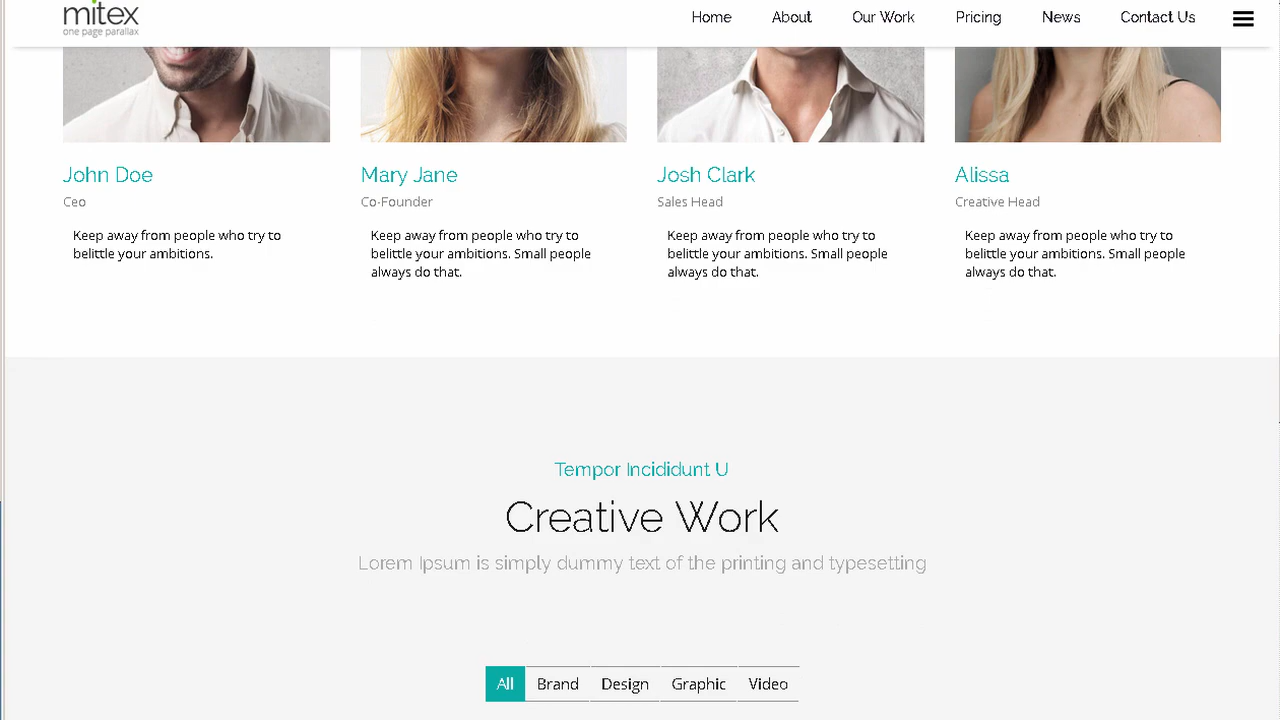 mitex
one page parallax
Home About Our Work Pricing News Contact Us
John Doe
Ceo
Keep away from people who try to
belittle your ambitions.
Mary Jane
Co-Founder
Keep away from people who try to
belittle your ambitions. Small people
always do that.
Josh Clark
Sales Head
Keep away from people who try to
belittle your ambitions. Small people
always do that.
Alissa
Creative Head
Keep away from people who try to
belittle your ambitions. Small people
always do that.
Tempor Incididunt U
Creative Work
Lorem Ipsum is simply dummy text of the printing and typesetting
All Brand Design Graphic Video